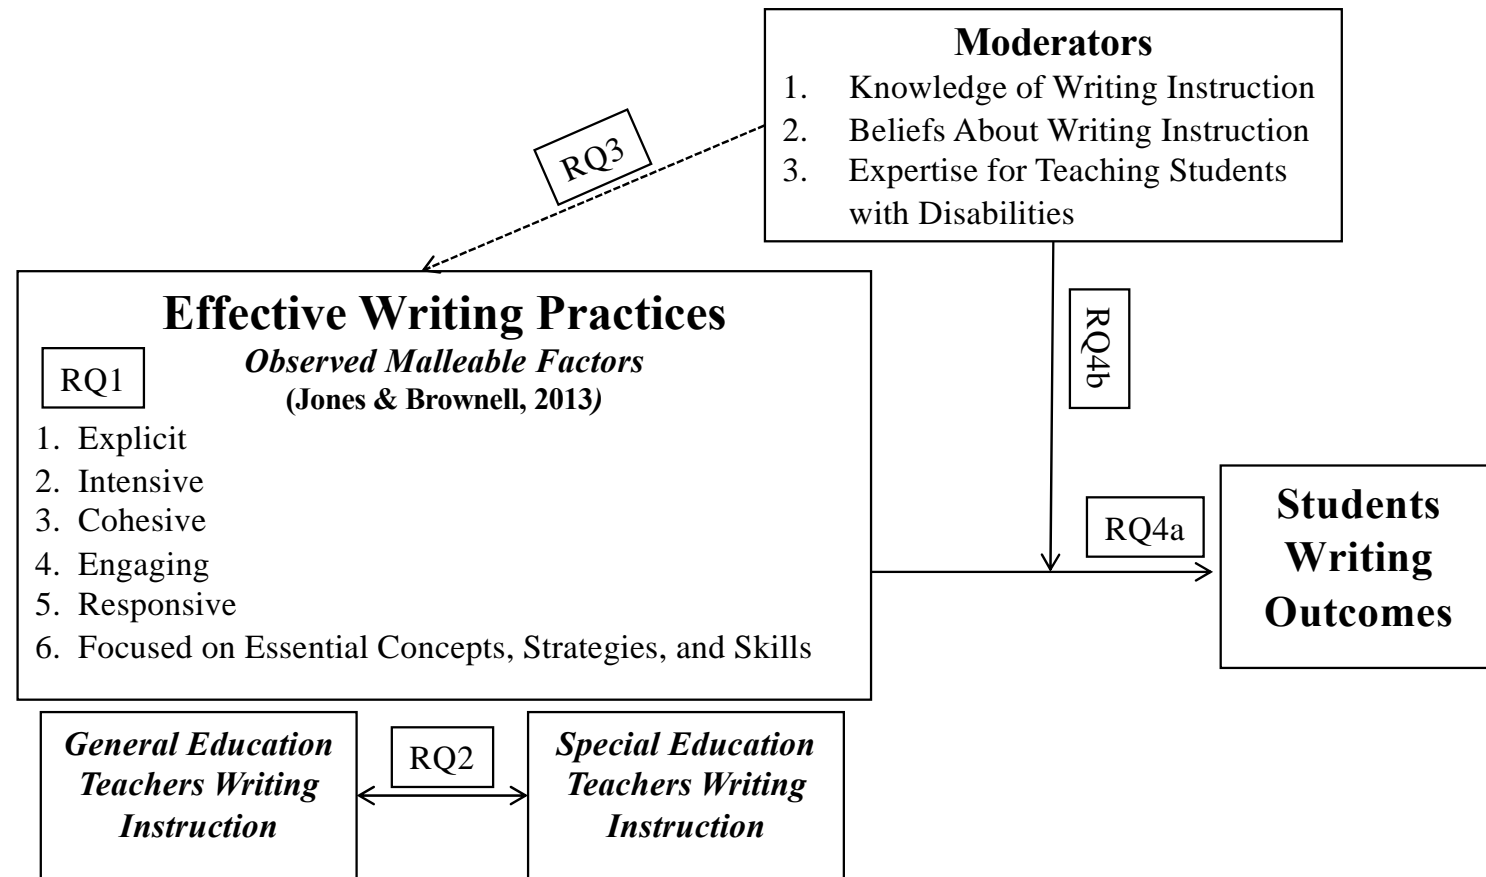 Moderators
1. Knowledge of Writing Instruction
2. Beliefs About Writing Instruction
3. Expertise for Teaching Students
with Disabilities
RQ3
Effective Writing Practices
Observed Malleable Factors
(Jones & Brownell, 2013)
RQ1
1. Explicit
2. Intensive
3. Cohesive
4. Engaging
5. Responsive
6. Focused on Essential Concepts, Strategies, and Skills
RQ4b
RQ4a
Students
Writing
Outcomes
General Education
Teachers Writing
Instruction
RQ2
Special Education
Teachers Writing
Instruction